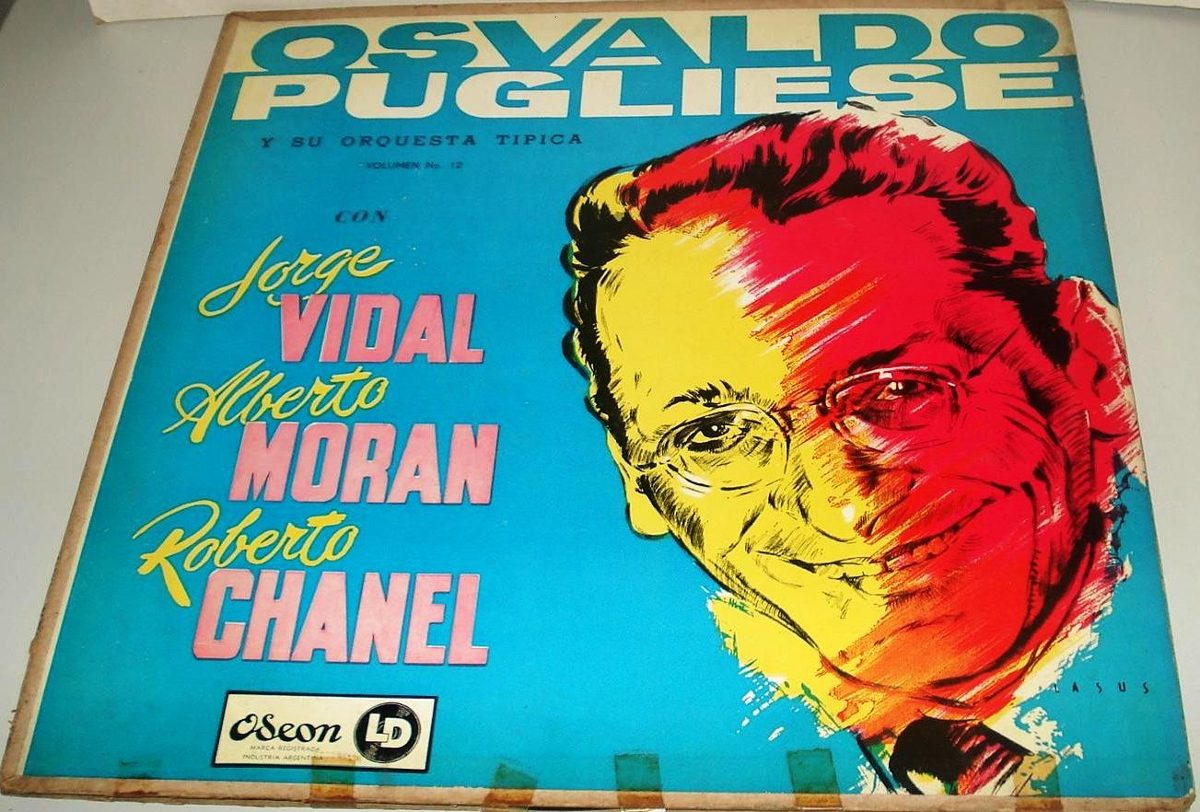 OSVALDO
PUGLIESE
Y SU ORQUESTA TIPICA
VOLUMEN No. 12
CON
Jorge
VIDAL
Alberto
MORAN
Roberto
CHANEL
Odeon
LD
MARCA REGISTRADA
INDUSTRIA ARGENTINA
LASUS